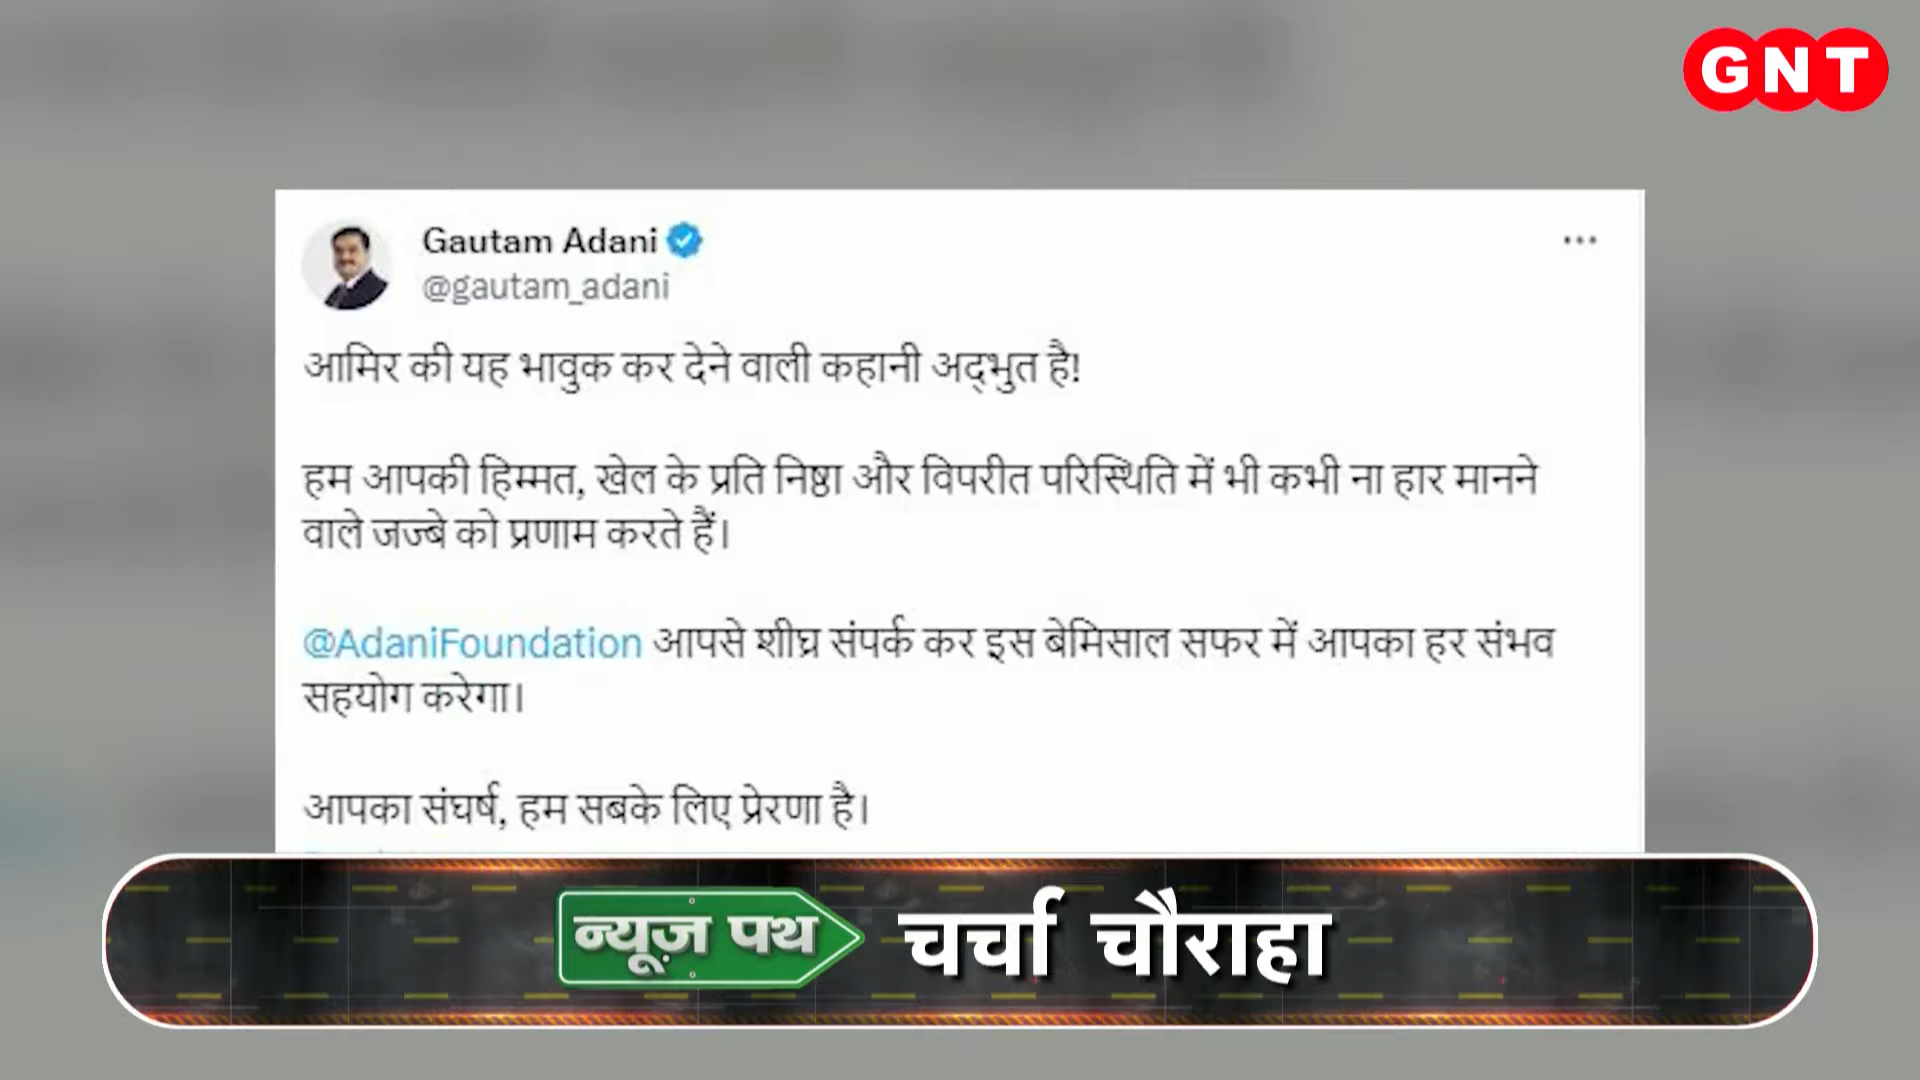 GNT
Gautam Adani
@gautam_adani
आमिर की यह भावुक कर देने वाली कहानी अद्भुत है!
हम आपकी हिम्मत, खेल के प्रति निष्ठा और विपरीत परिस्थिति में भी कभी ना हार मानने
वाले जज्बे को प्रणाम करते हैं।
@AdaniFoundation आपसे शीघ्र संपर्क कर इस बेमिसाल सफर में आपका हर संभव
सहयोग करेगा।
आपका संघर्ष, हम सबके लिए प्रेरणा है।
न्यूज़ पथ चर्चा चौराहा